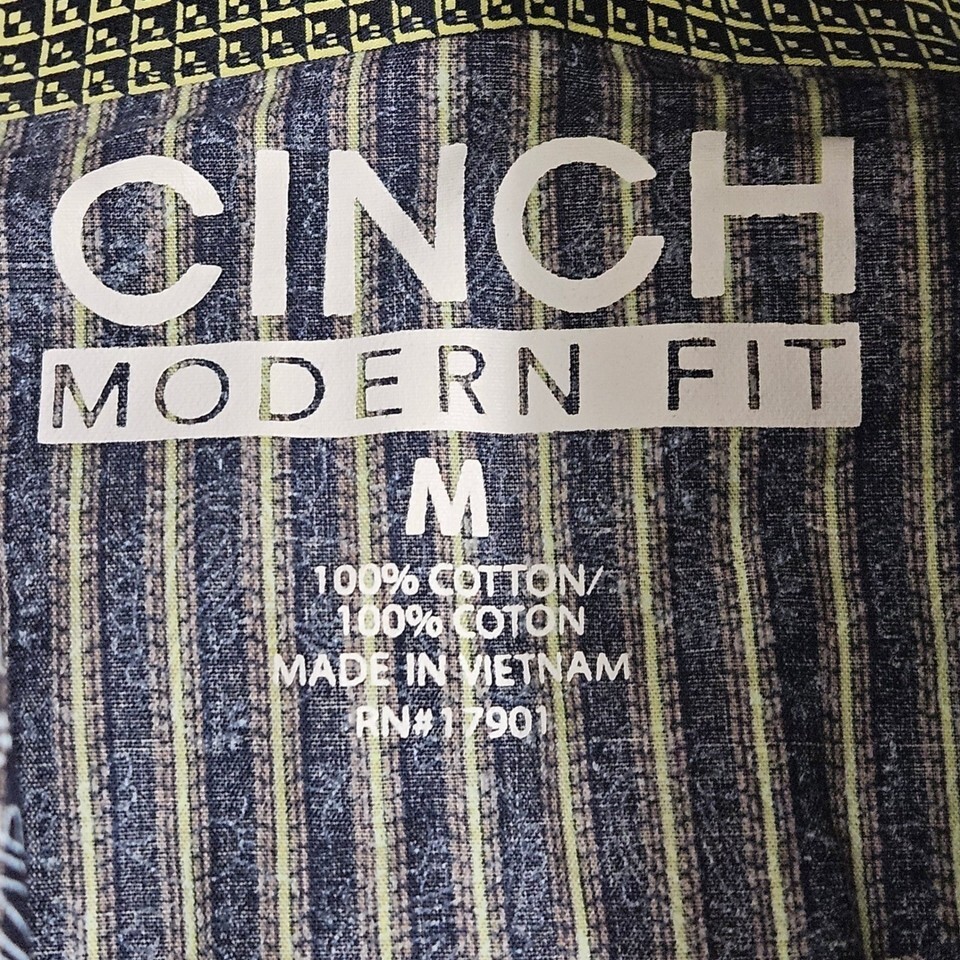 CINCH
MODERN FIT
M
100% COTTON/
100% COTON
MADE IN VIETNAM
RN#17901